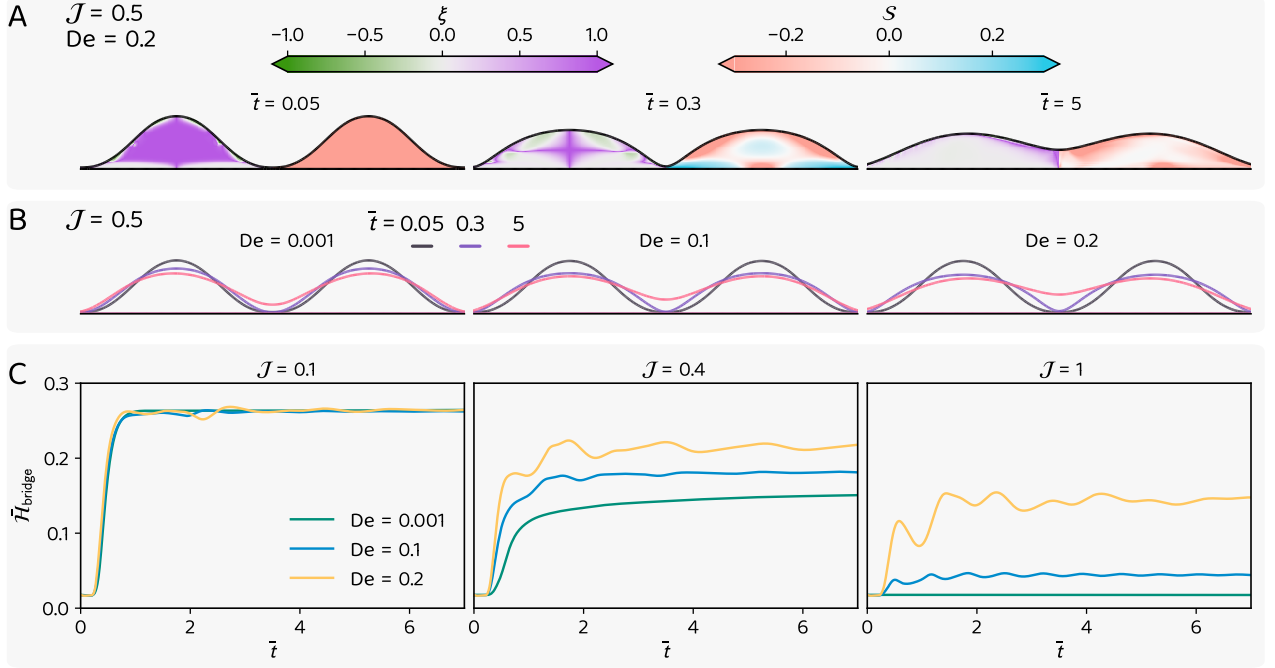 A
𝒥 = 0.5
De = 0.2
ξ
−1.0 −0.5 0.0 0.5 1.0
𝒮
−0.2 0.0 0.2
t̄ = 0.05
t̄ = 0.3
t̄ = 5
B
𝒥 = 0.5
t̄ = 0.05 0.3 5
De = 0.001
De = 0.1
De = 0.2
C
𝒥 = 0.1
𝒥 = 0.4
𝒥 = 1
0.3
0.2
0.1
0.0
ℋ̄bridge
De = 0.001
De = 0.1
De = 0.2
0 2 4 6
0 2 4 6
0 2 4 6
t̄
t̄
t̄